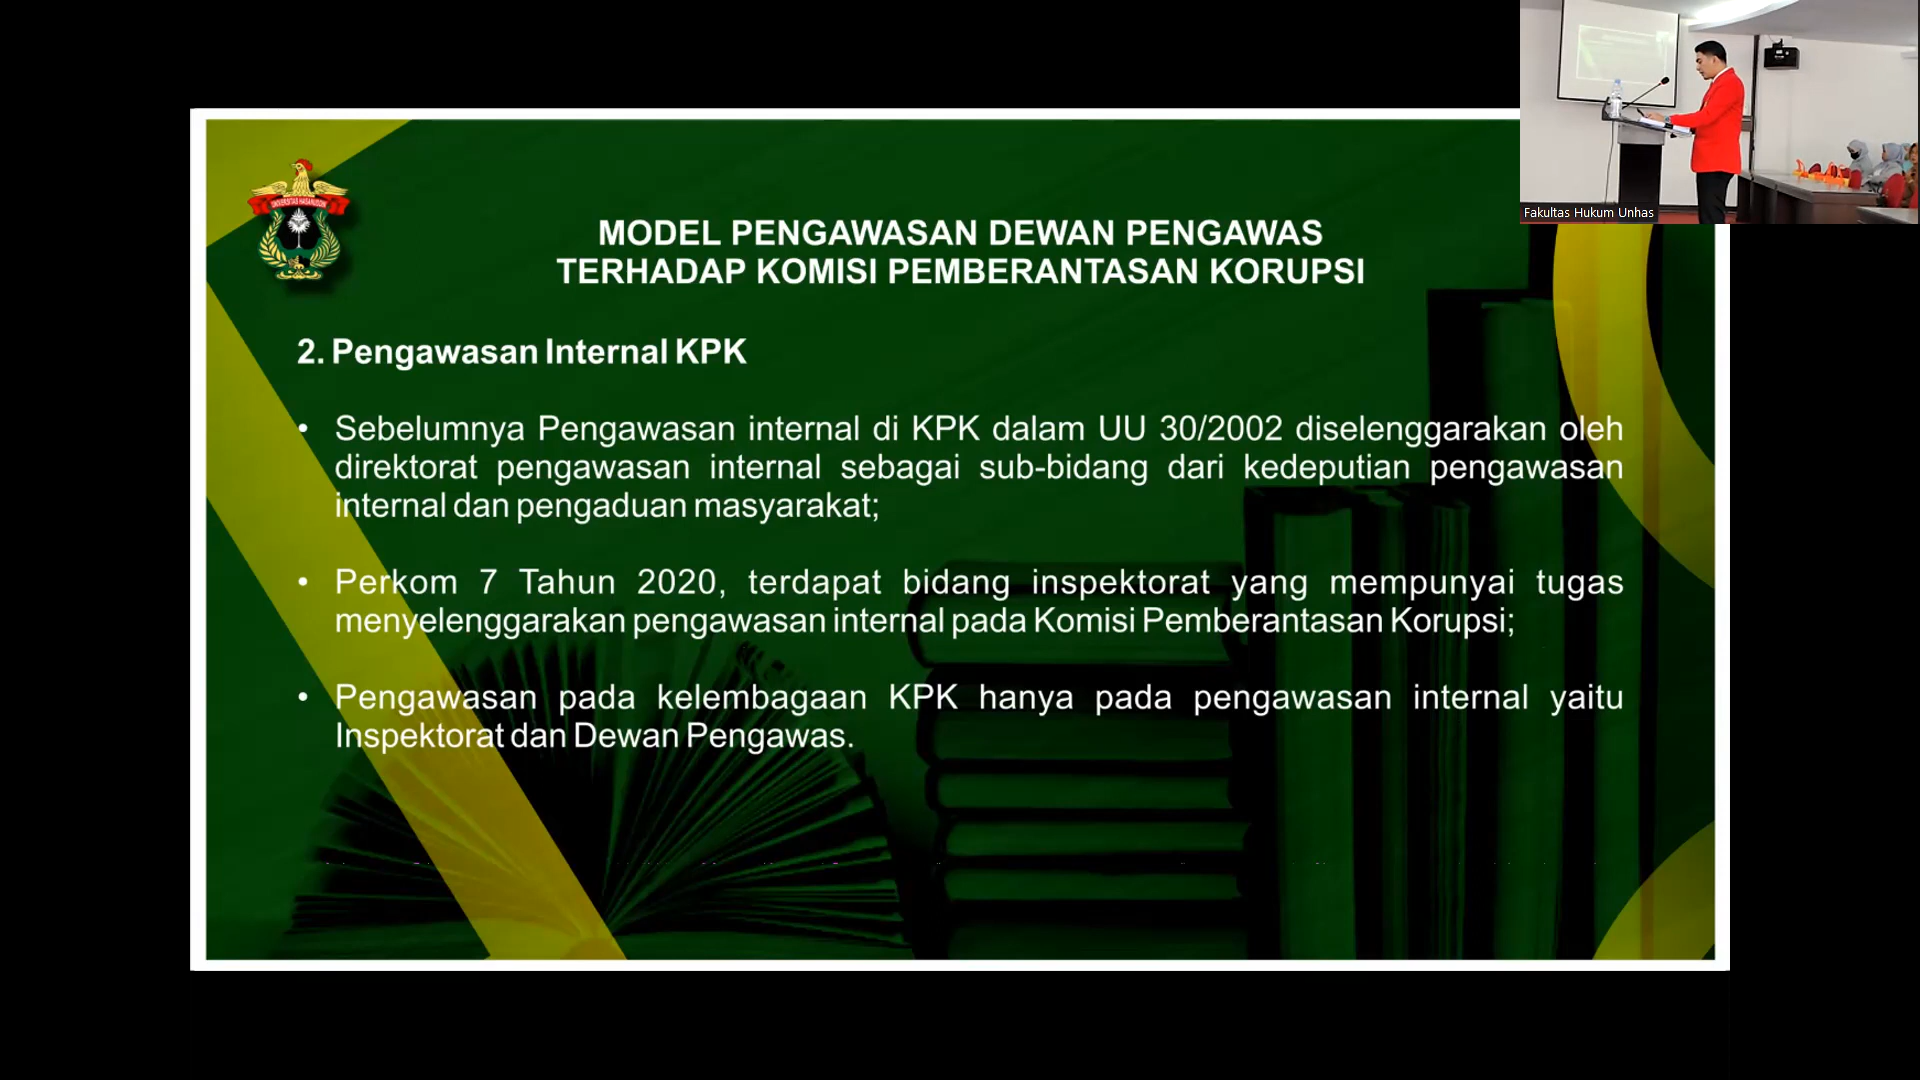 UNIVERSITAS HASANUDDIN
MODEL PENGAWASAN DEWAN PENGAWAS
TERHADAP KOMISI PEMBERANTASAN KORUPSI
2. Pengawasan Internal KPK
• Sebelumnya Pengawasan internal di KPK dalam UU 30/2002 diselenggarakan oleh
direktorat pengawasan internal sebagai sub-bidang dari kedeputian pengawasan
internal dan pengaduan masyarakat;
• Perkom 7 Tahun 2020, terdapat bidang inspektorat yang mempunyai tugas
menyelenggarakan pengawasan internal pada Komisi Pemberantasan Korupsi;
• Pengawasan pada kelembagaan KPK hanya pada pengawasan internal yaitu
Inspektorat dan Dewan Pengawas.
Fakultas Hukum Unhas